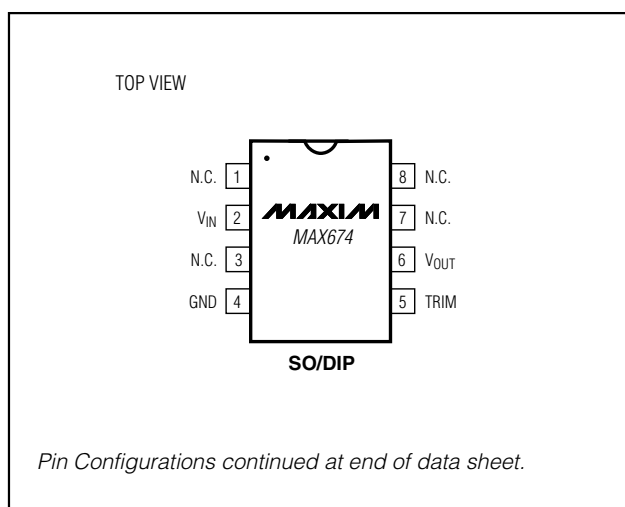 TOP VIEW
N.C. 1 8 N.C.
VIN 2 MAXIM 7 N.C.
MAX674
N.C. 3 6 VOUT
GND 4 5 TRIM
SO/DIP
Pin Configurations continued at end of data sheet.